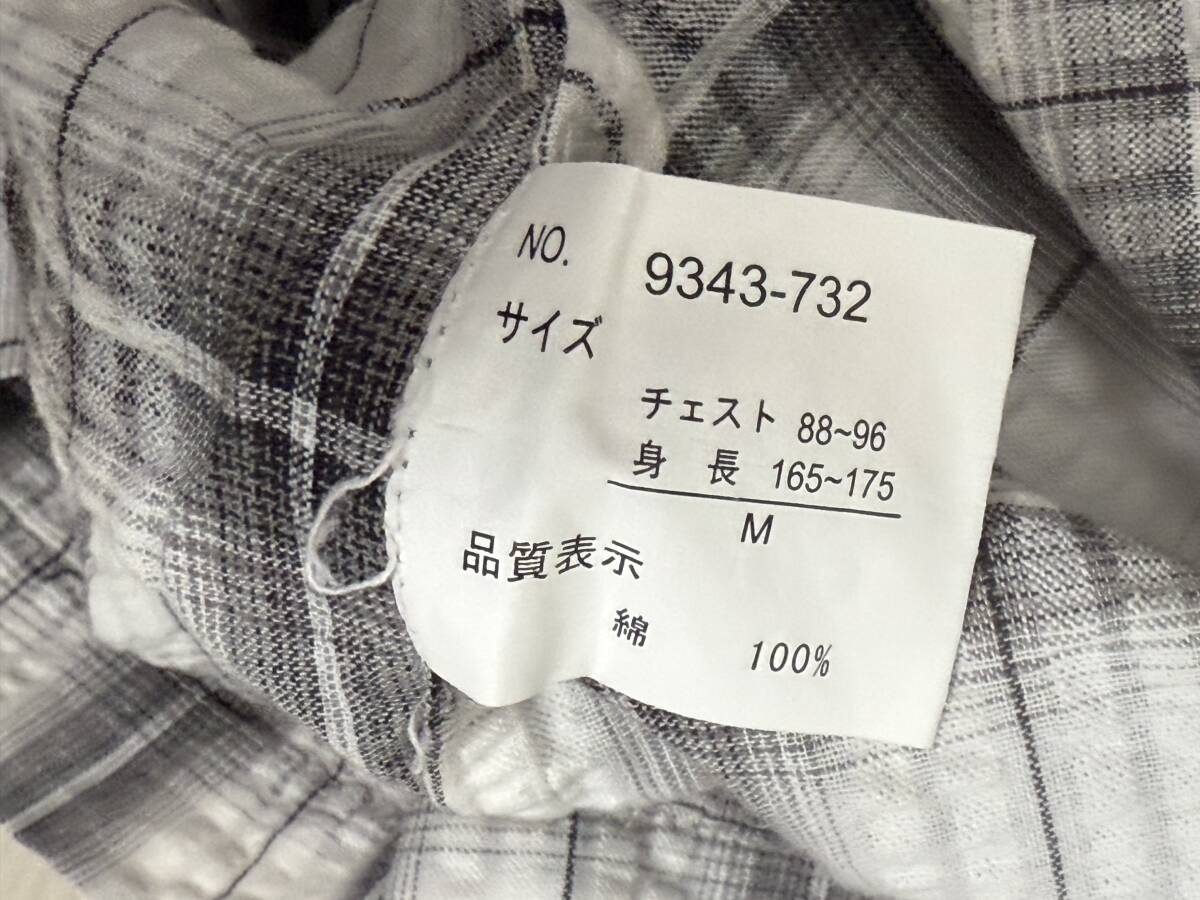 NO. 9343-732
サイズ
チェスト 88~96
身 長 165~175
M
品質表示
綿 100%